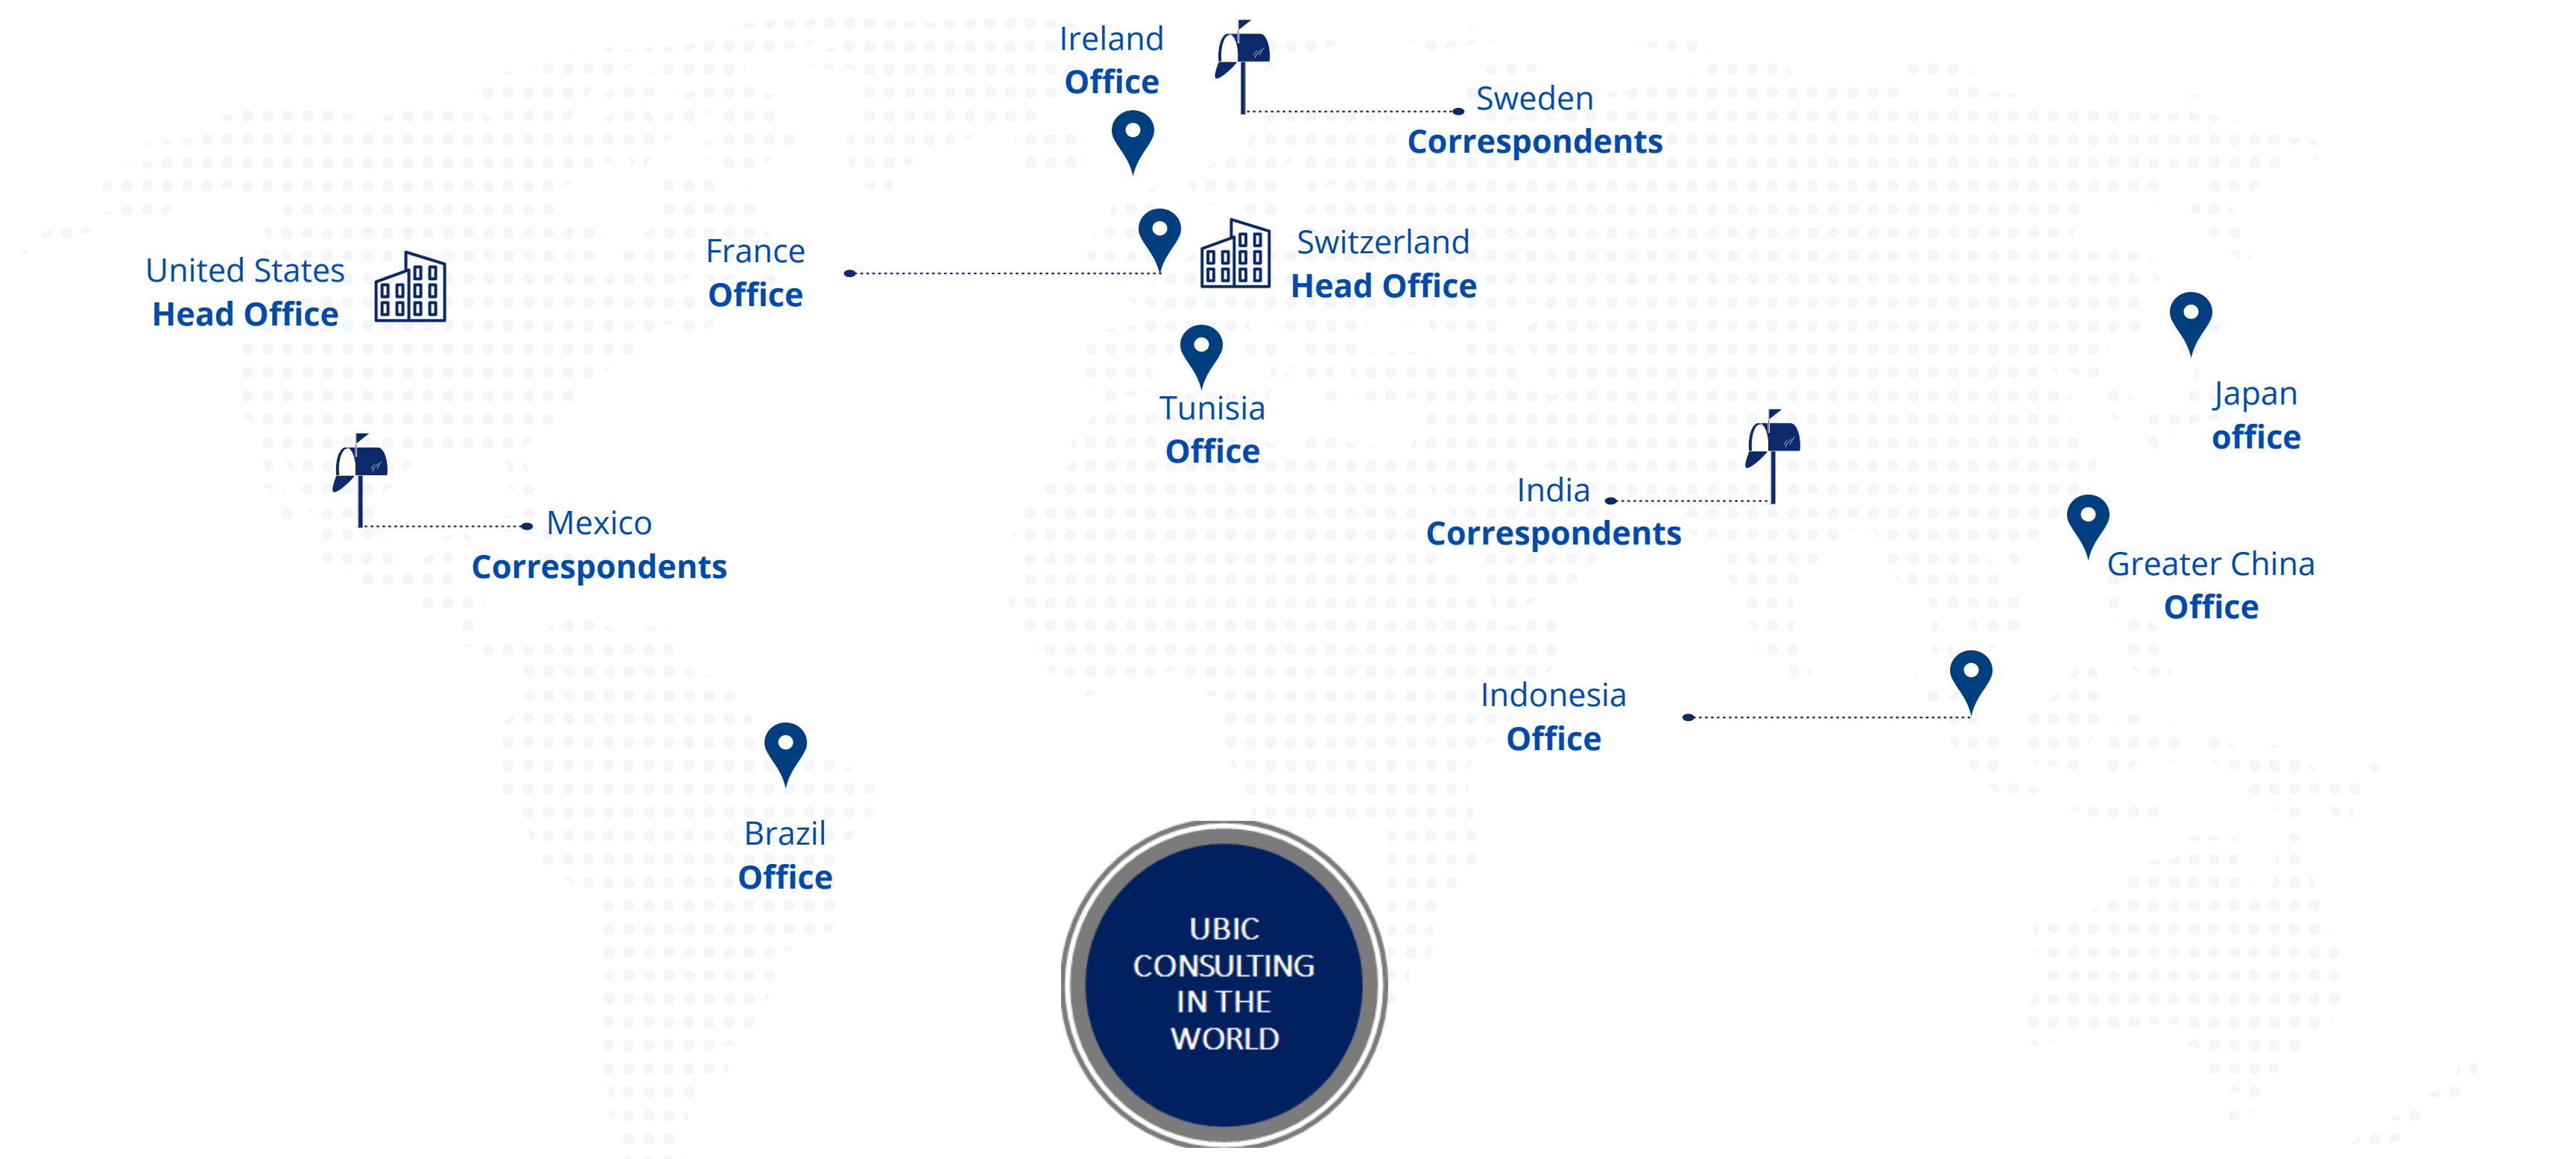 Ireland
Office
Sweden
Correspondents
United States
Head Office
France
Office
Switzerland
Head Office
Tunisia
Office
Japan
office
Mexico
Correspondents
India
Correspondents
Greater China
Office
Indonesia
Office
Brazil
Office
UBIC
CONSULTING
IN THE
WORLD